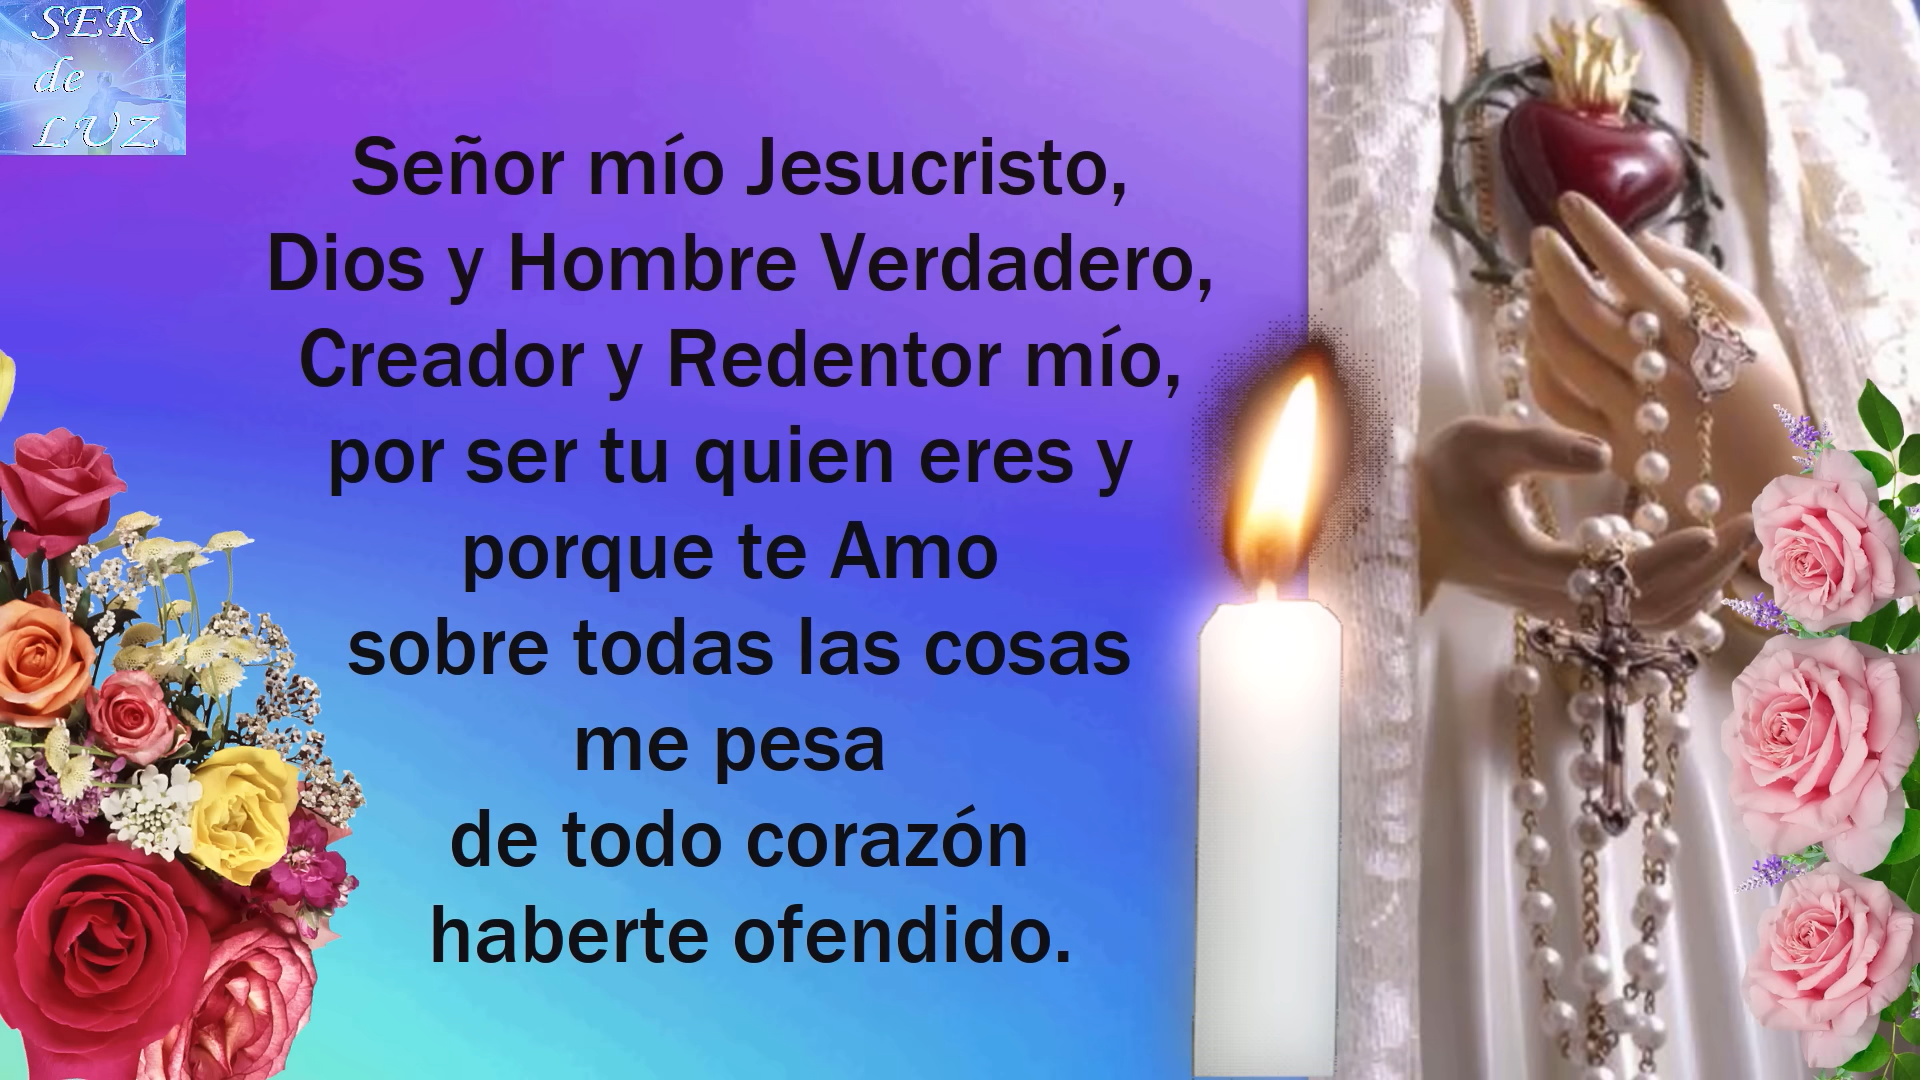 SER
de
LUZ
Señor mío Jesucristo,
Dios y Hombre Verdadero,
Creador y Redentor mío,
por ser tu quien eres y
porque te Amo
sobre todas las cosas
me pesa
de todo corazón
haberte ofendido.